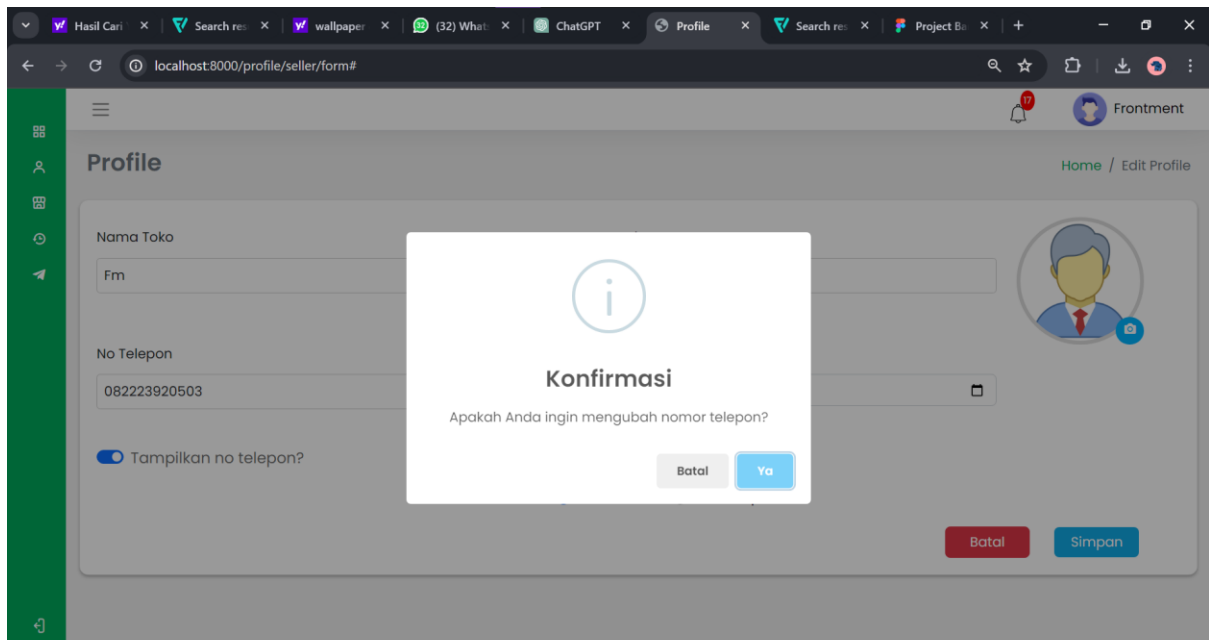 Hasil Cari
Search res
wallpaper
(32) Whats
ChatGPT
Profile
Search res
Project Ba
localhost:8000/profile/seller/form#
17
Frontment
Profile
Home / Edit Profile
Nama Toko
Fm
No Telepon
082223920503
Tampilkan no telepon?
i
Konfirmasi
Apakah Anda ingin mengubah nomor telepon?
Batal
Ya
Batal
Simpan